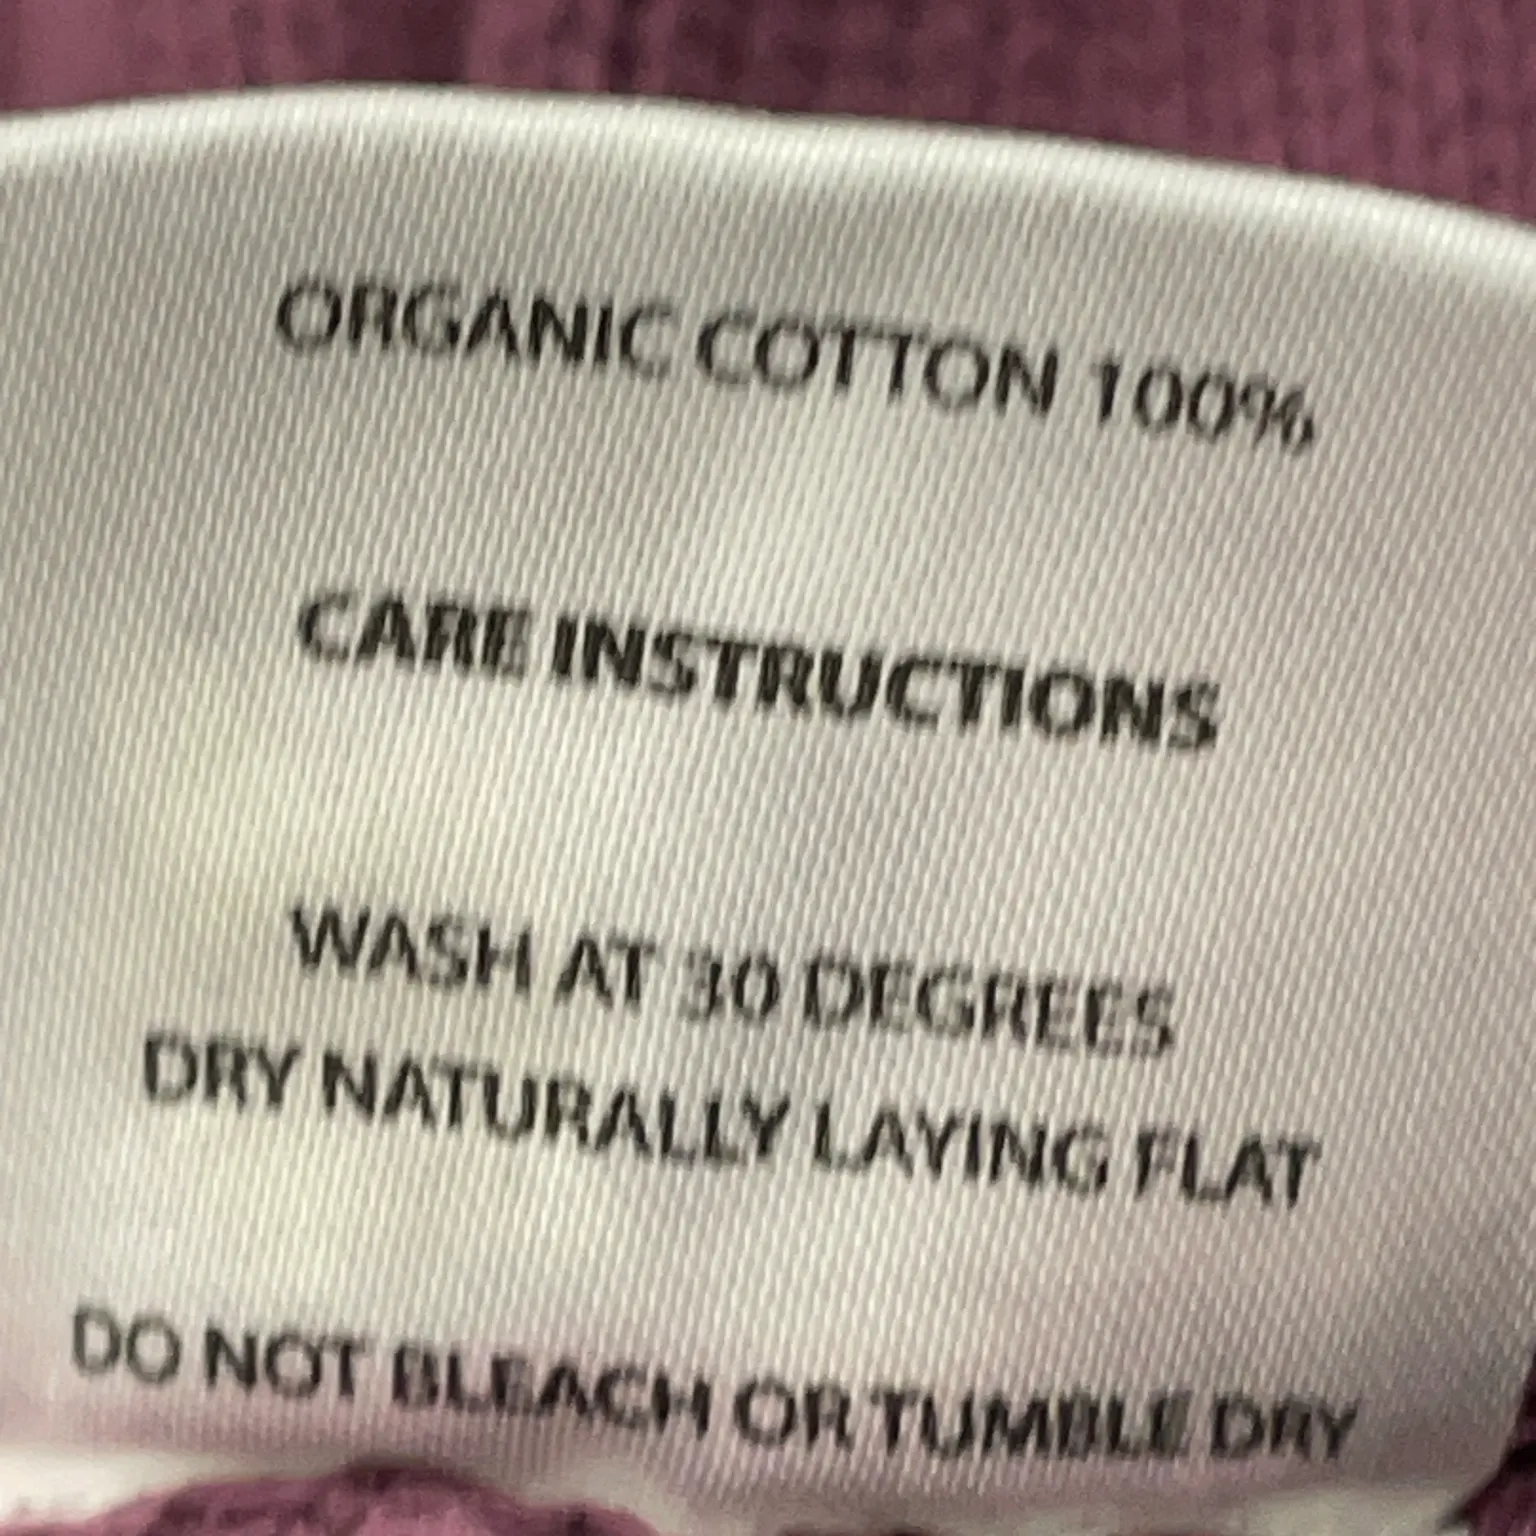 ORGANIC COTTON 100%
CARE INSTRUCTIONS
WASH AT 30 DEGREES
DRY NATURALLY LAYING FLAT
DO NOT BLEACH OR TUMBLE DRY